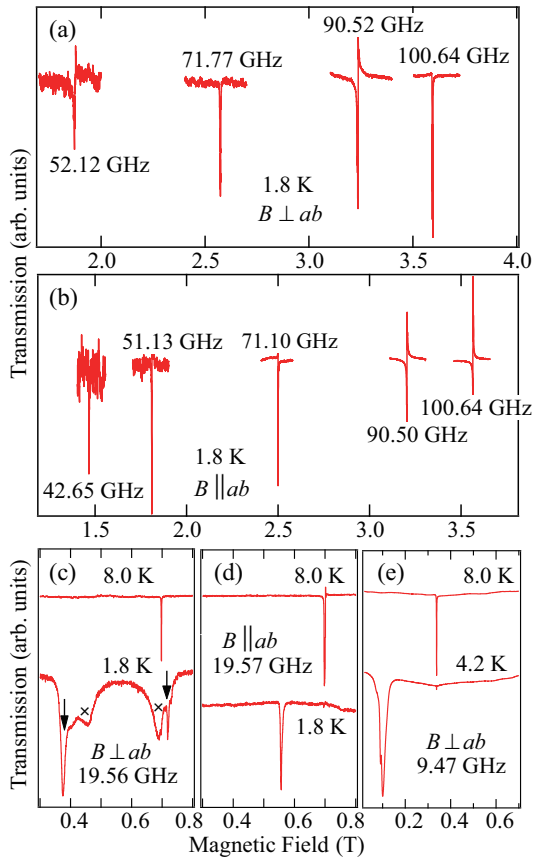 (a)
90.52 GHz
71.77 GHz
100.64 GHz
52.12 GHz
1.8 K
B ⊥ ab
2.0 2.5 3.0 3.5 4.0
Transmission (arb. units)
(b)
51.13 GHz
71.10 GHz
42.65 GHz
1.8 K
B || ab
90.50 GHz
100.64 GHz
1.5 2.0 2.5 3.0 3.5
Transmission (arb. units)
(c)
8.0 K
1.8 K
×
×
B ⊥ ab
19.56 GHz
0.4 0.6 0.8
(d)
8.0 K
B || ab
19.57 GHz
1.8 K
0.4 0.6 0.8
(e)
8.0 K
4.2 K
B ⊥ ab
9.47 GHz
0.0 0.2 0.4 0.6
Magnetic Field (T)